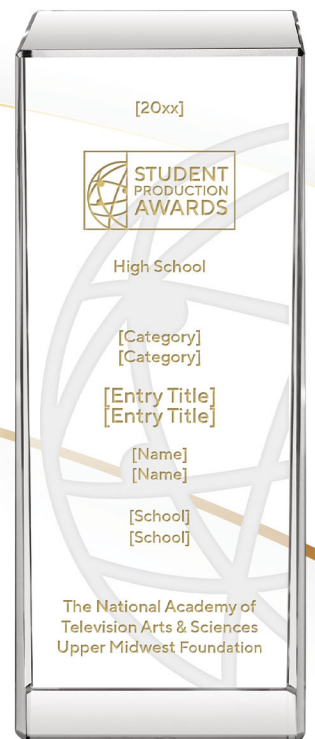 [20xx]
STUDENT
PRODUCTION
AWARDS
High School
[Category]
[Category]
[Entry Title]
[Entry Title]
[Name]
[Name]
[School]
[School]
The National Academy of
Television Arts & Sciences
Upper Midwest Foundation